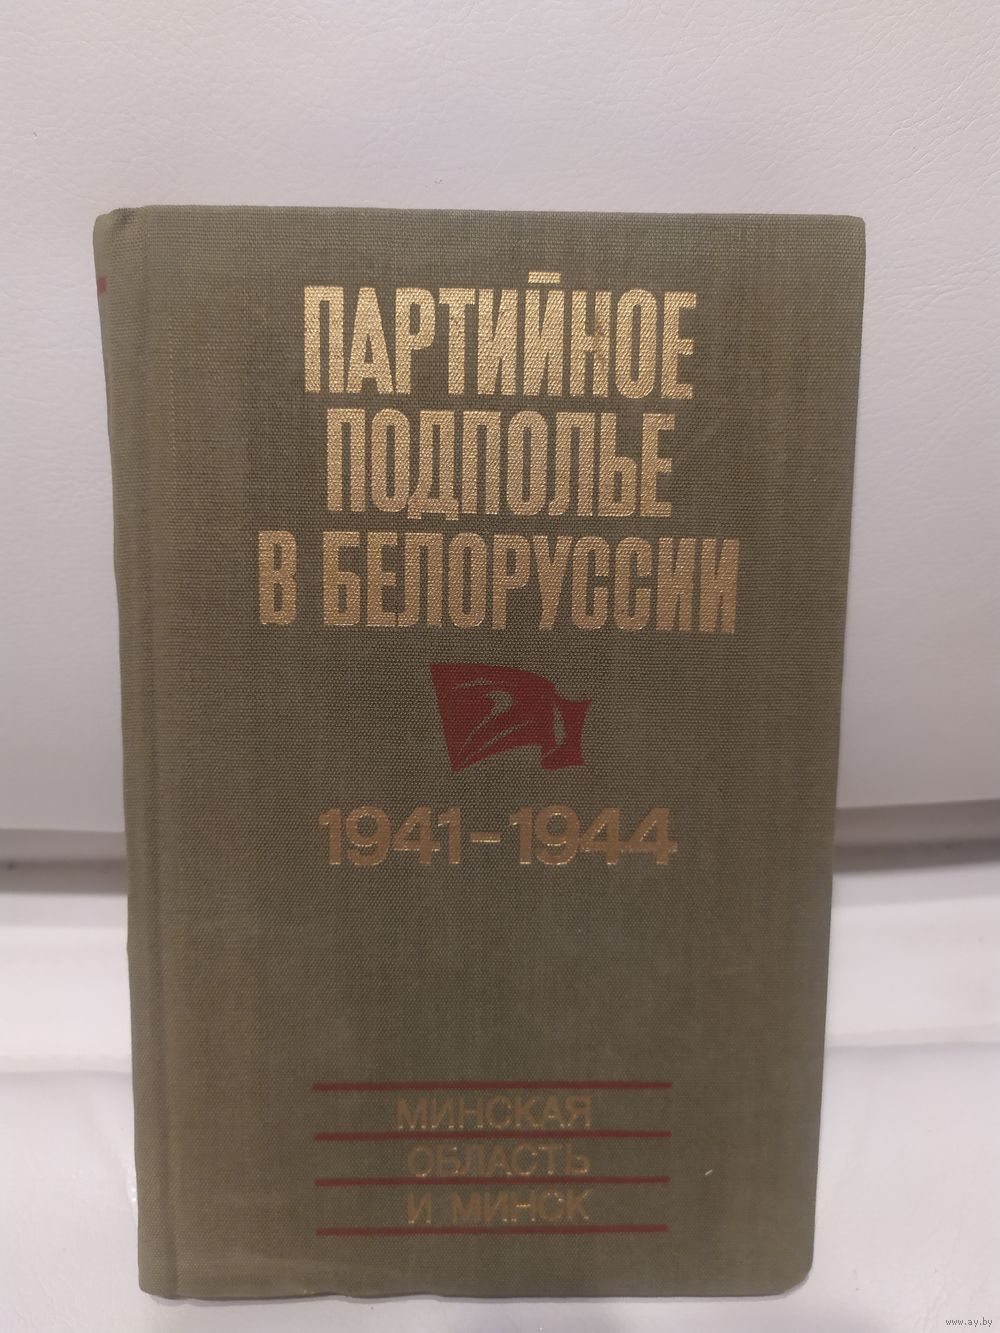 ПАРТИЙНОЕ
ПОДПОЛЬЕ
В БЕЛОРУССИИ
1941–1944
МИНСКАЯ
ОБЛАСТЬ
И МИНСК
www.ay.by